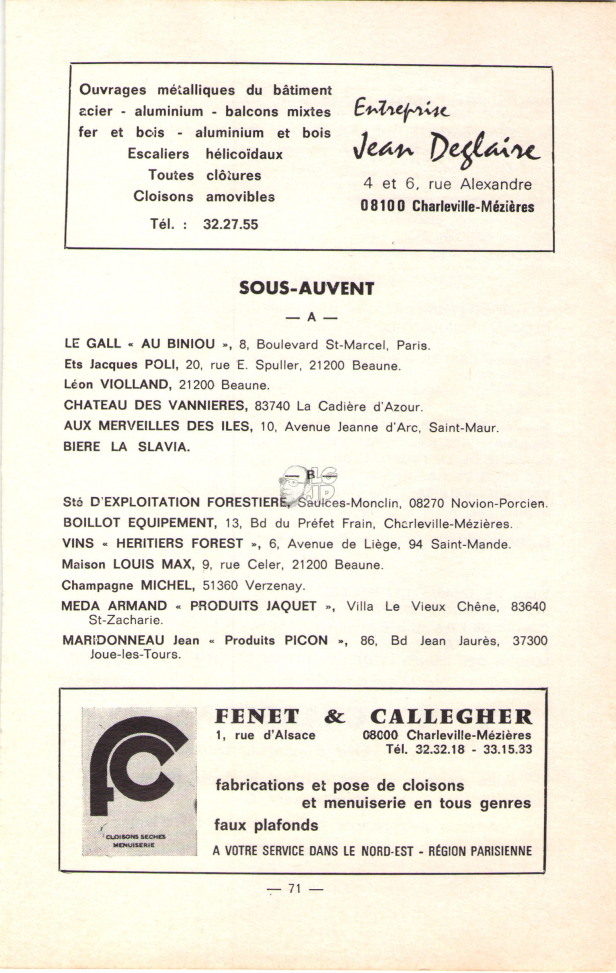 Ouvrages métalliques du bâtiment
acier - aluminium - balcons mixtes
fer et bois - aluminium et bois
Escaliers hélicoïdaux
Toutes clôtures
Cloisons amovibles
Tél. : 32.27.55
Entreprise
Jean Deglaire
4 et 6, rue Alexandre
08100 Charleville-Mézières
SOUS-AUVENT
— A —
LE GALL « AU BINIOU », 8, Boulevard St-Marcel, Paris.
Ets Jacques POLI, 20, rue E. Spuller, 21200 Beaune.
Léon VIOLLAND, 21200 Beaune.
CHATEAU DES VANNIERES, 83740 La Cadière d'Azour.
AUX MERVEILLES DES ILES, 10, Avenue Jeanne d'Arc, Saint-Maur.
BIERE LA SLAVIA.
— B —
Sté D'EXPLOITATION FORESTIERE, Saulces-Monclin, 08270 Novion-Porcien.
BOILLOT EQUIPEMENT, 13, Bd du Préfet Frain, Charleville-Mézières.
VINS « HERITIERS FOREST », 6, Avenue de Liège, 94 Saint-Mande.
Maison LOUIS MAX, 9, rue Celer, 21200 Beaune.
Champagne MICHEL, 51360 Verzenay.
MEDA ARMAND « PRODUITS JAQUET », Villa Le Vieux Chêne, 83640
St-Zacharie.
MARIDONNEAU Jean « Produits PICON », 86, Bd Jean Jaurès, 37300
Joue-les-Tours.
FC
CLOISONS SECHES
MENUISERIE
FENET & CALLEGHER
1, rue d'Alsace 08000 Charleville-Mézières
Tél. 32.32.18 - 33.15.33
fabrications et pose de cloisons
et menuiserie en tous genres
faux plafonds
A VOTRE SERVICE DANS LE NORD-EST - RÉGION PARISIENNE
— 71 —